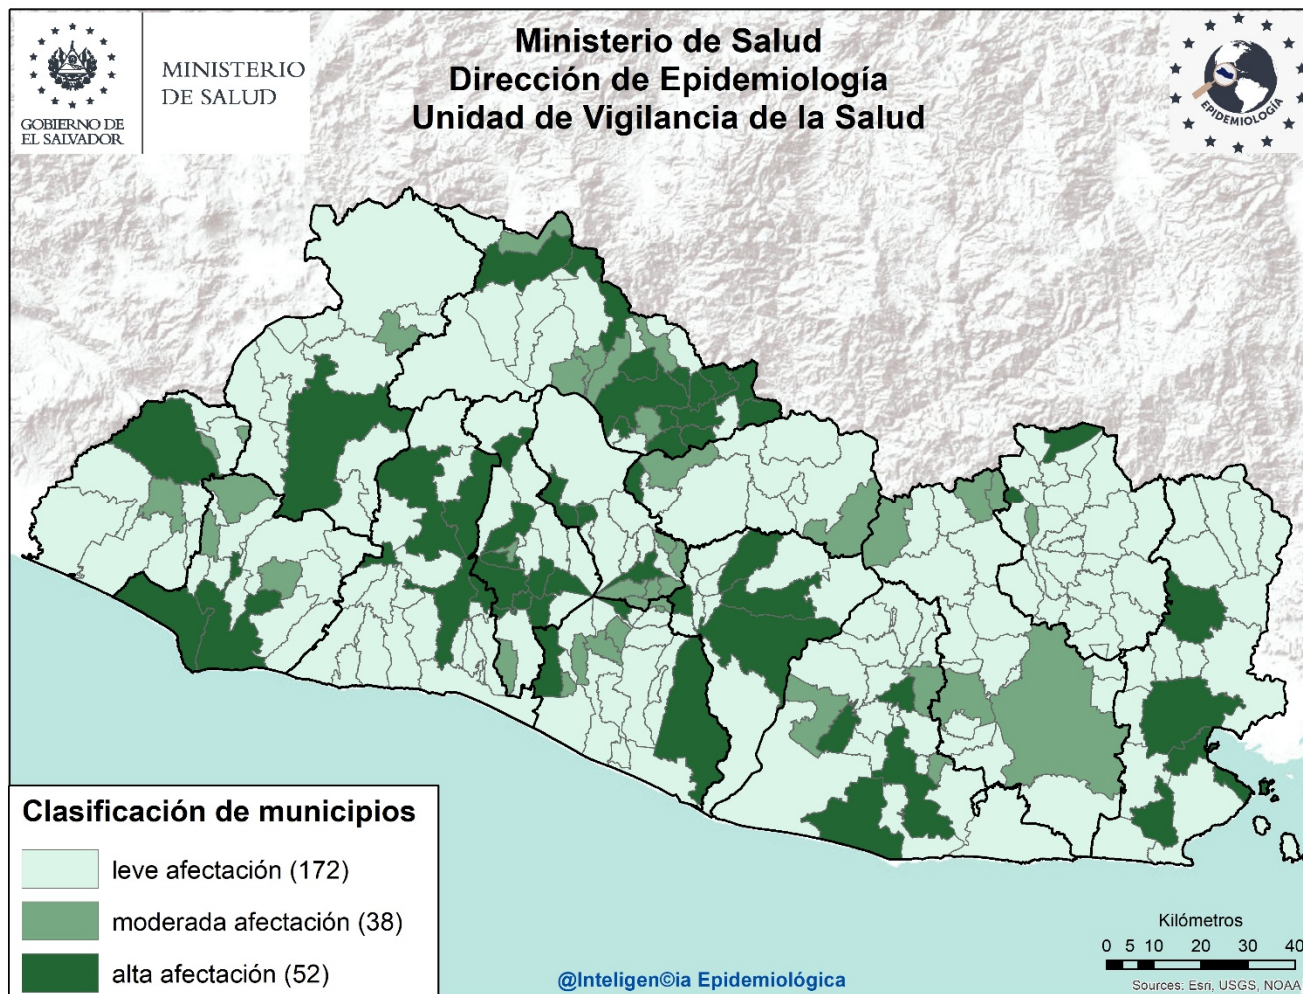 Ministerio de Salud
Dirección de Epidemiología
Unidad de Vigilancia de la Salud
MINISTERIO
DE SALUD
GOBIERNO DE
EL SALVADOR
EPIDEMIOLOGÍA
Clasificación de municipios
leve afectación (172)
moderada afectación (38)
alta afectación (52)
@Inteligen©ia Epidemiológica
Kilómetros
0 5 10 20 30 40
Sources: Esri, USGS, NOAA